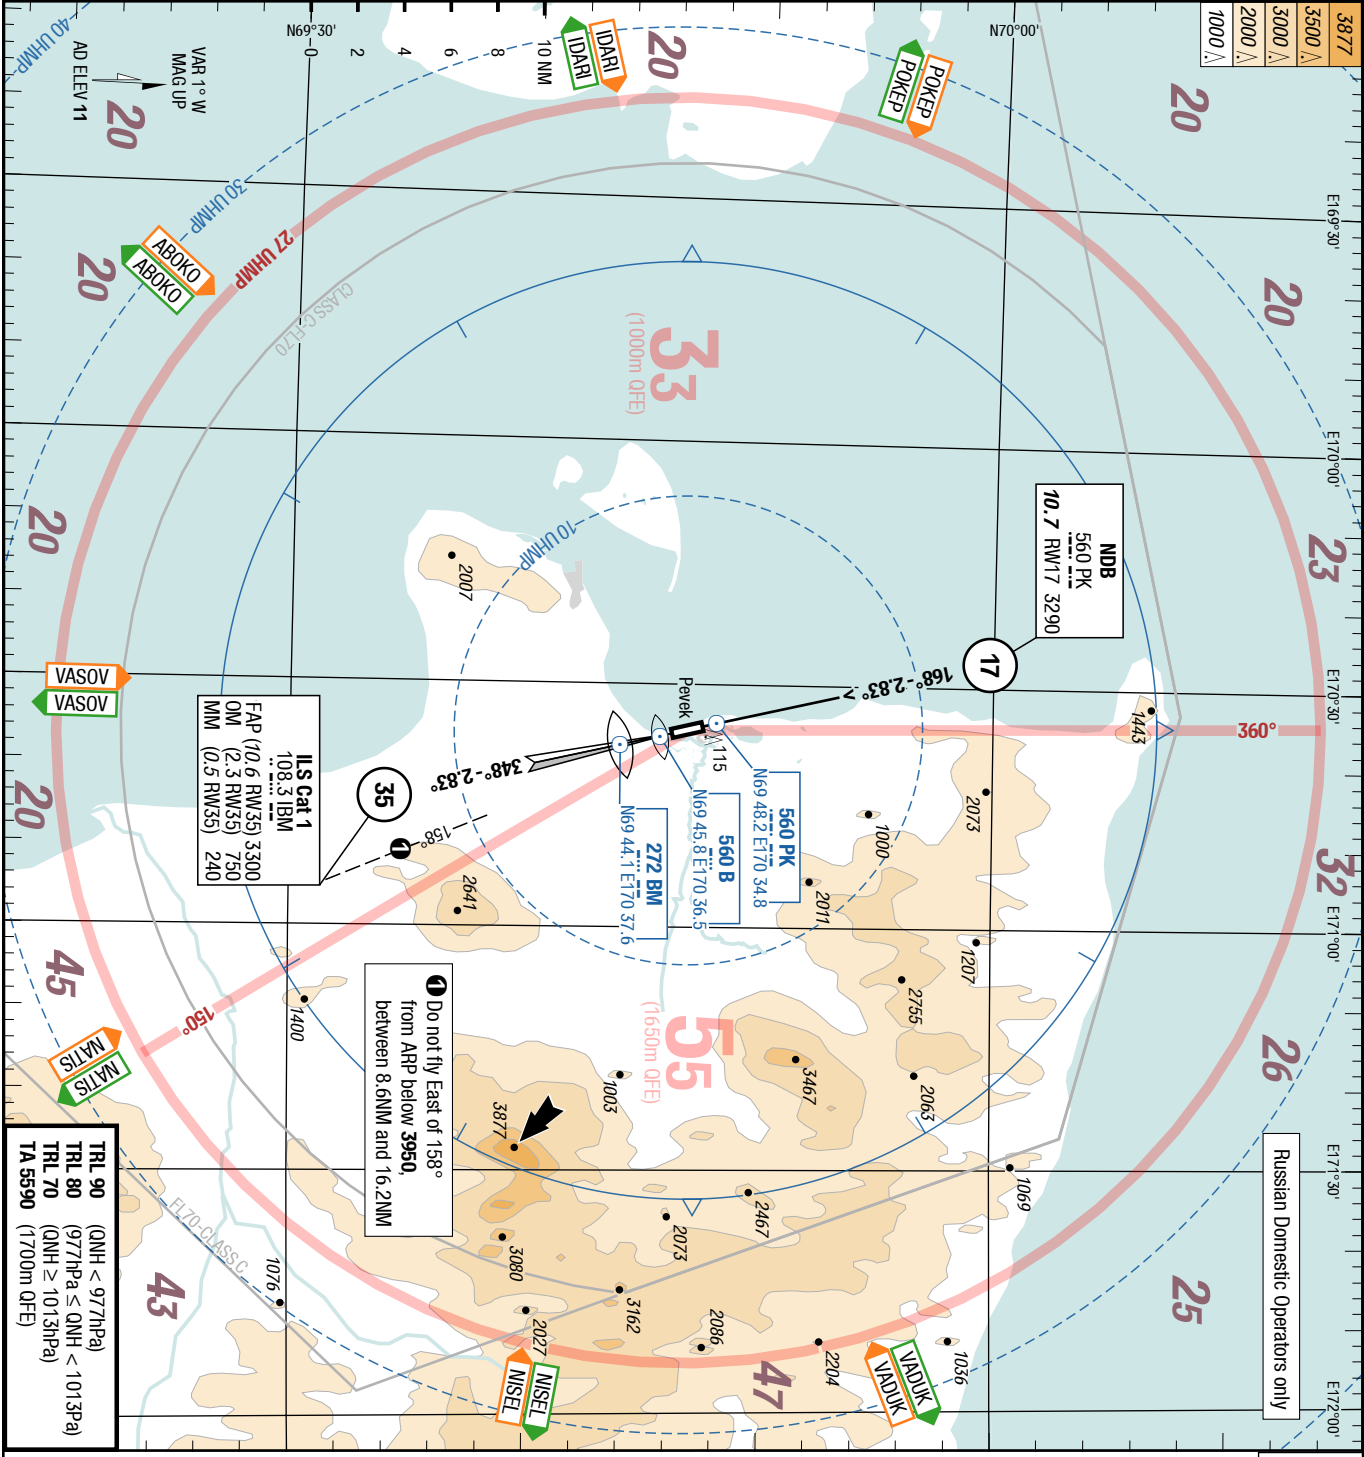 3877
3500
3000
2000
1000
Russian Domestic Operators only
E169°30'
E170°00'
E170°30'
E171°00'
E171°30'
E172°00'
N70°00'
N69°30'
0
2
4
6
8
10 NM
VAR 1° W
MAG UP
AD ELEV 11
40 UHMP
30 UHMP
27 UHMP
10 UHMP
CLASS C-FL70
FL70-CLASS C
20
20
20
20
20
20
20
20
23
32
26
25
47
43
45
33
(1000m QFE)
55
(1650m QFE)
360°
150°
POKEP
POKEP
IDARI
IDARI
ABOKO
ABOKO
VASOV
VASOV
NATIS
NATIS
NISEL
NISEL
VADUK
VADUK
NDB
560 PK
10.7 RW17 3290
17
168°-2.83°
Pevek
115
348°-2.83°
35
158°
1
560 PK
N69 48.2 E170 34.8
560 B
N69 45.8 E170 36.5
272 BM
N69 44.1 E170 37.6
ILS Cat 1
108.3 IBM
FAP (10.6 RW35) 3300
OM (2.3 RW35) 750
MM (0.5 RW35) 240
1 Do not fly East of 158°
from ARP below 3950,
between 8.6NM and 16.2NM
1443
2073
1000
2011
1207
2755
2063
3467
1003
1069
2467
2073
3877
3080
3162
2086
2204
1036
2027
1076
1400
2641
2007
TRL 90 (QNH < 977hPa)
TRL 80 (977hPa ≤ QNH < 1013Pa)
TRL 70 (QNH ≥ 1013hPa)
TA 5590 (1700m QFE)